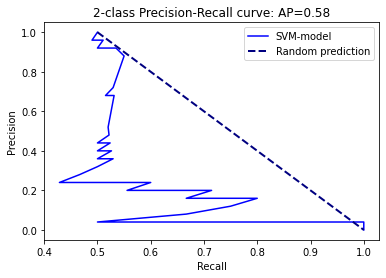 2-class Precision-Recall curve: AP=0.58
SVM-model
Random prediction
Precision
1.0
0.8
0.6
0.4
0.2
0.0
0.4 0.5 0.6 0.7 0.8 0.9 1.0
Recall